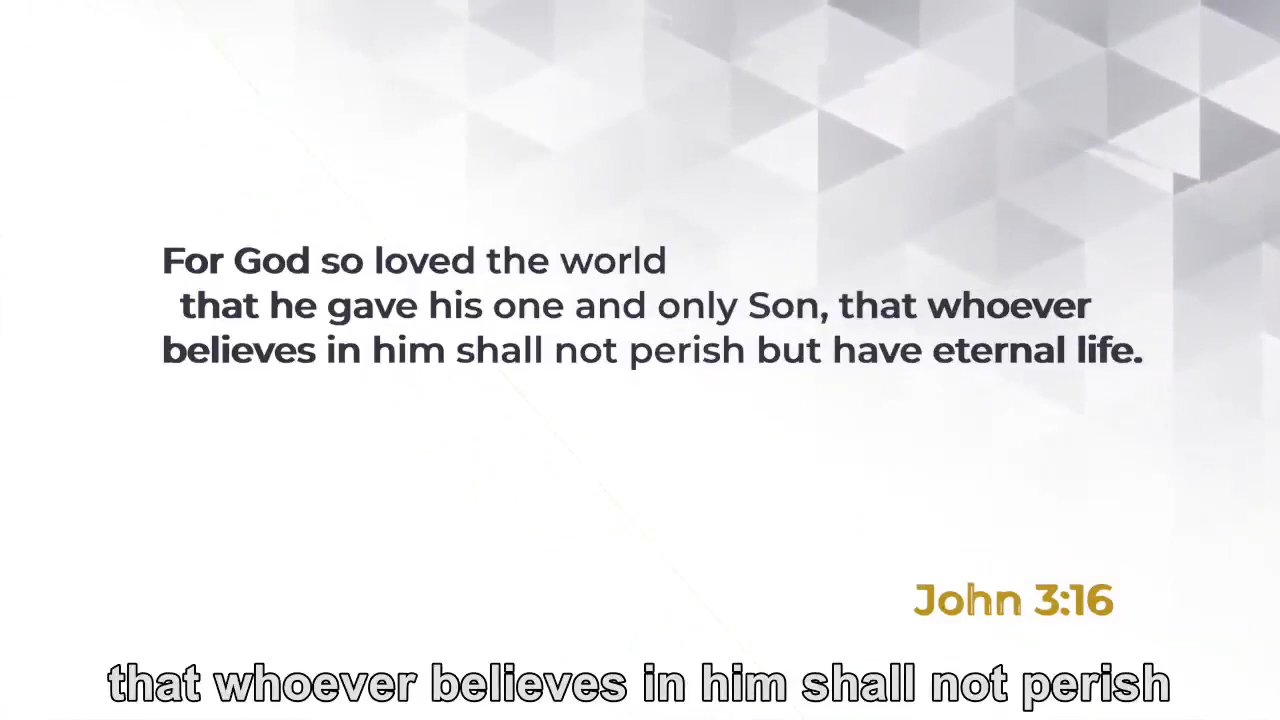 For God so loved the world
that he gave his one and only Son, that whoever
believes in him shall not perish but have eternal life.
John 3:16
that whoever believes in him shall not perish